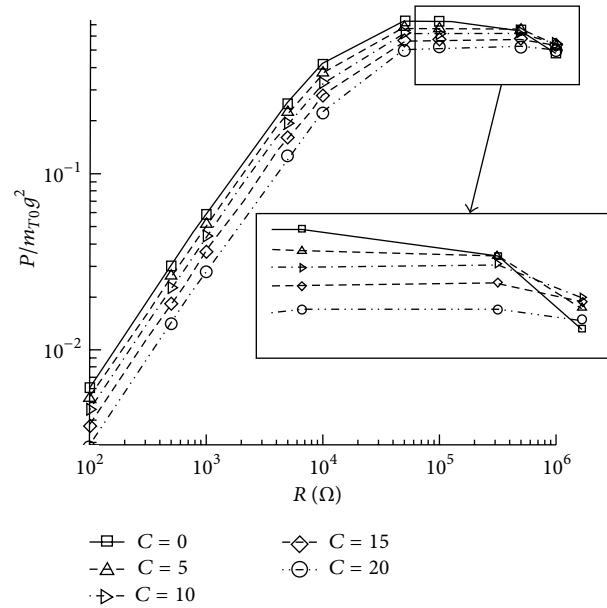 P/m_{T0}g^2
10^{-1}
10^{-2}
10^2 10^3 10^4 10^5 10^6
R (Ω)
C = 0
C = 5
C = 10
C = 15
C = 20